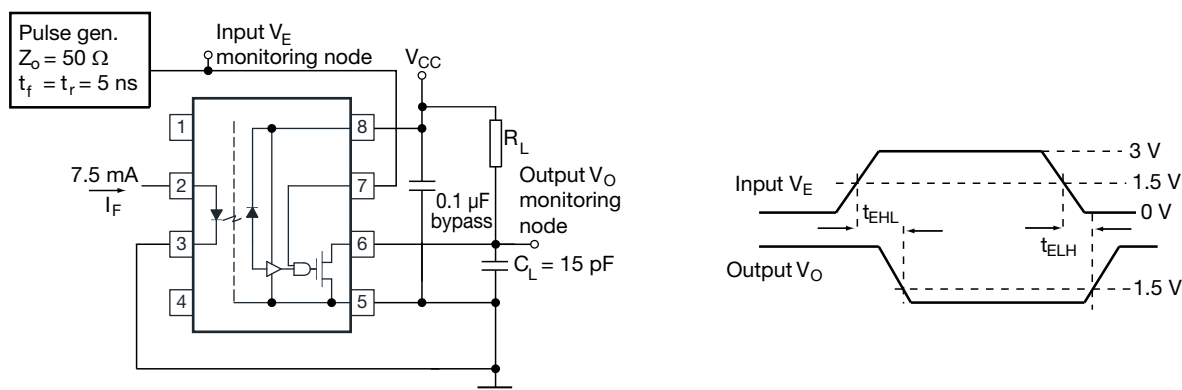 Pulse gen.
Zo = 50 Ω
tf = tr = 5 ns
Input VE
monitoring node
VCC
1
2
3
4
8
7
6
5
7.5 mA
IF
RL
Output VO
monitoring
node
0.1 µF
bypass
CL = 15 pF
Input VE
3 V
1.5 V
0 V
tEHL
tELH
Output VO
1.5 V